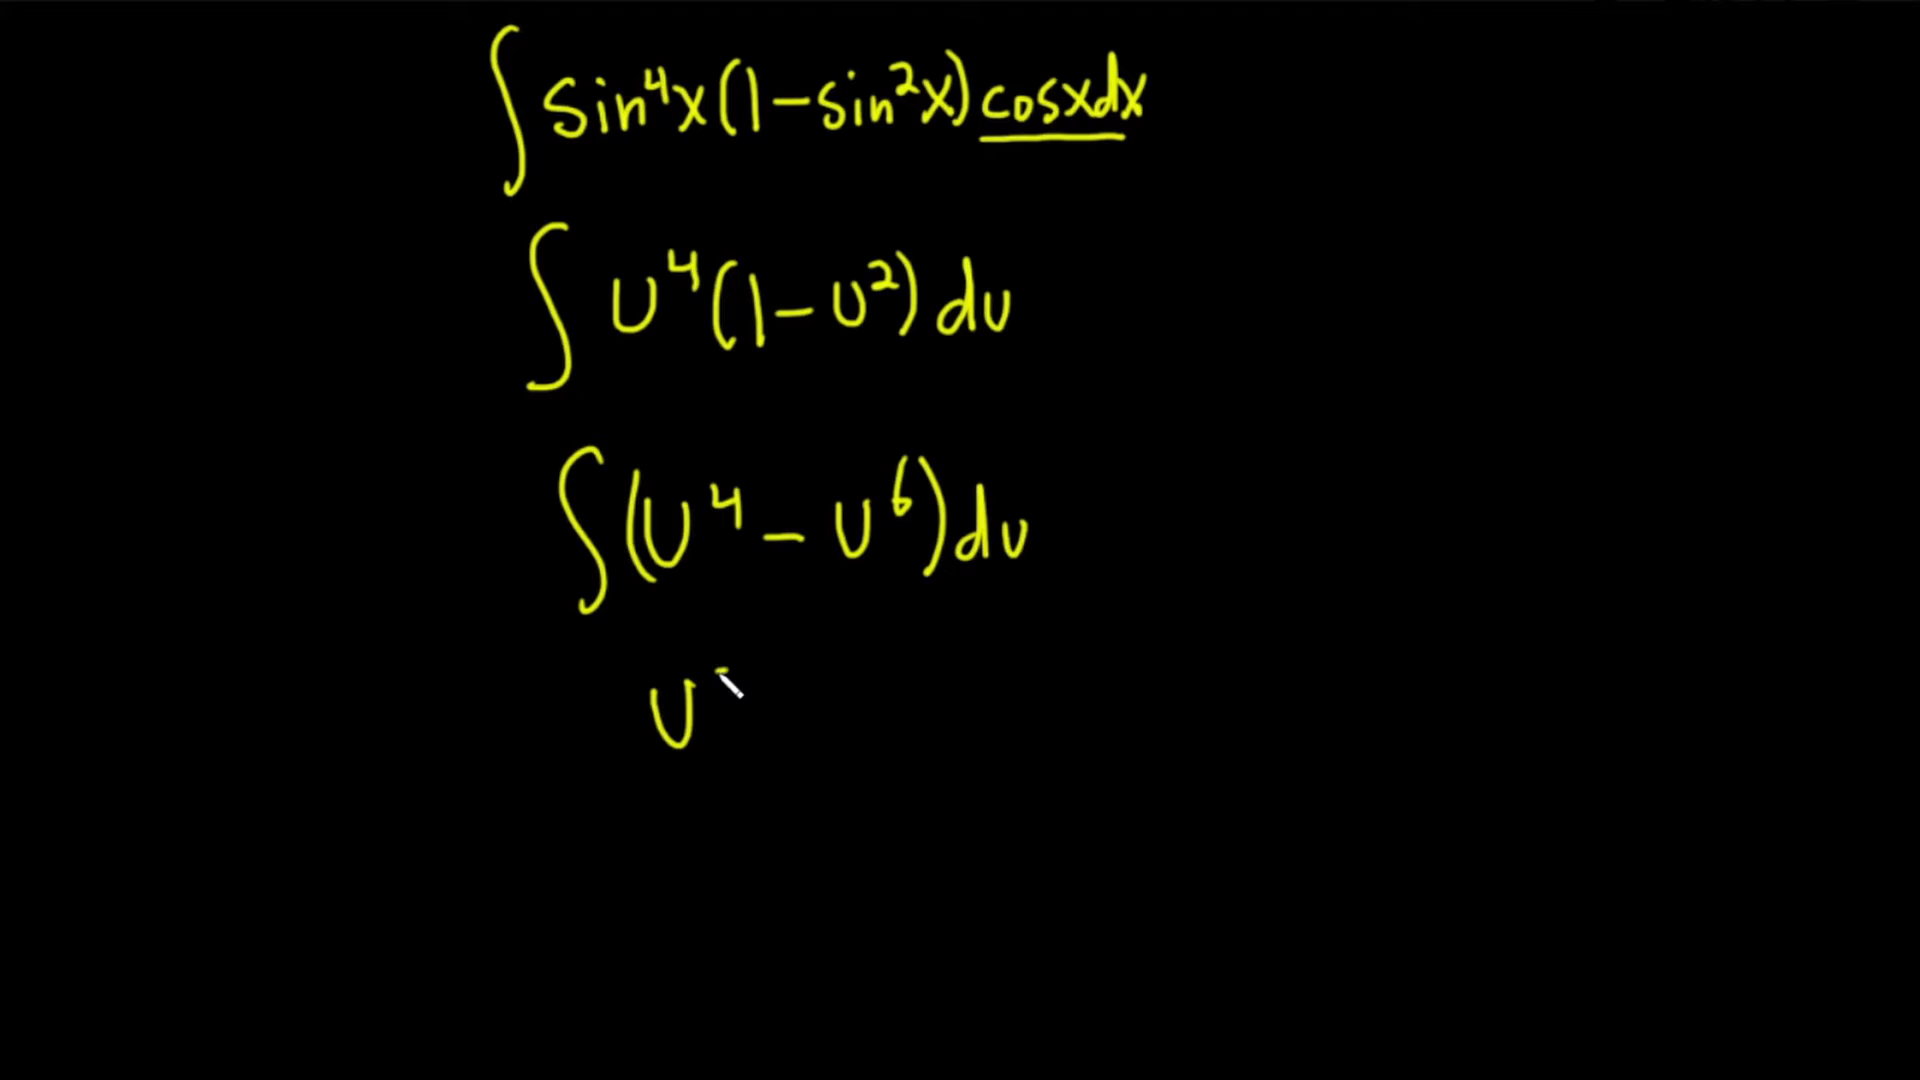 ∫ sin⁴x(1-sin²x)cosxdx
∫ u⁴(1-u²)du
∫(u⁴-u⁶)du
u